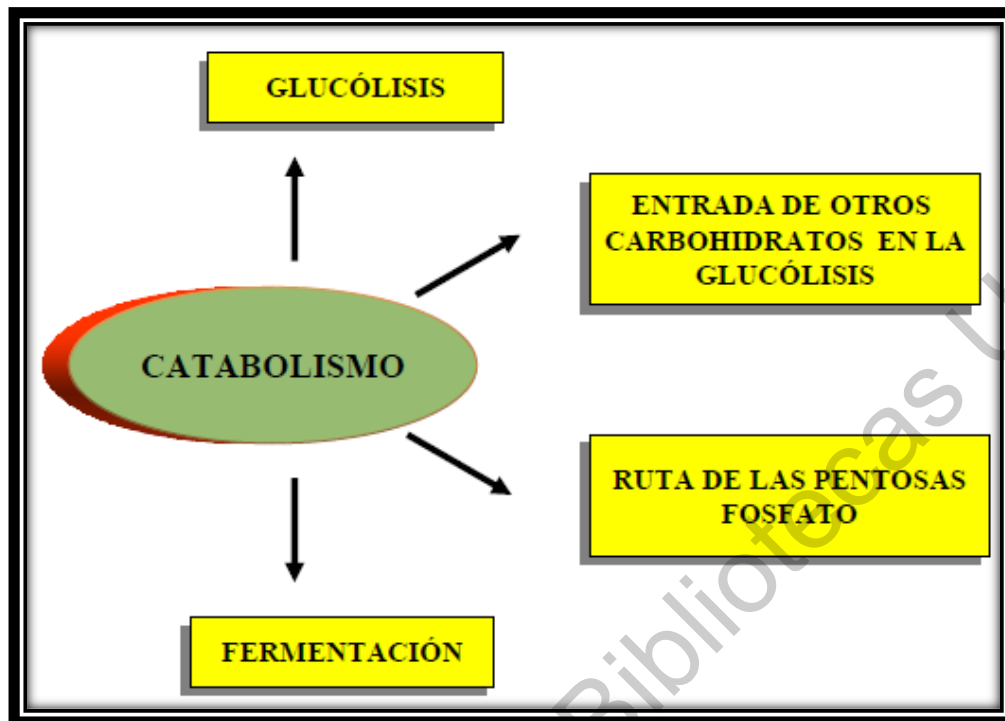 GLUCÓLISIS
ENTRADA DE OTROS
CARBOHIDRATOS EN LA
GLUCÓLISIS
CATABOLISMO
RUTA DE LAS PENTOSAS
FOSFATO
FERMENTACIÓN
Bibliotecas U